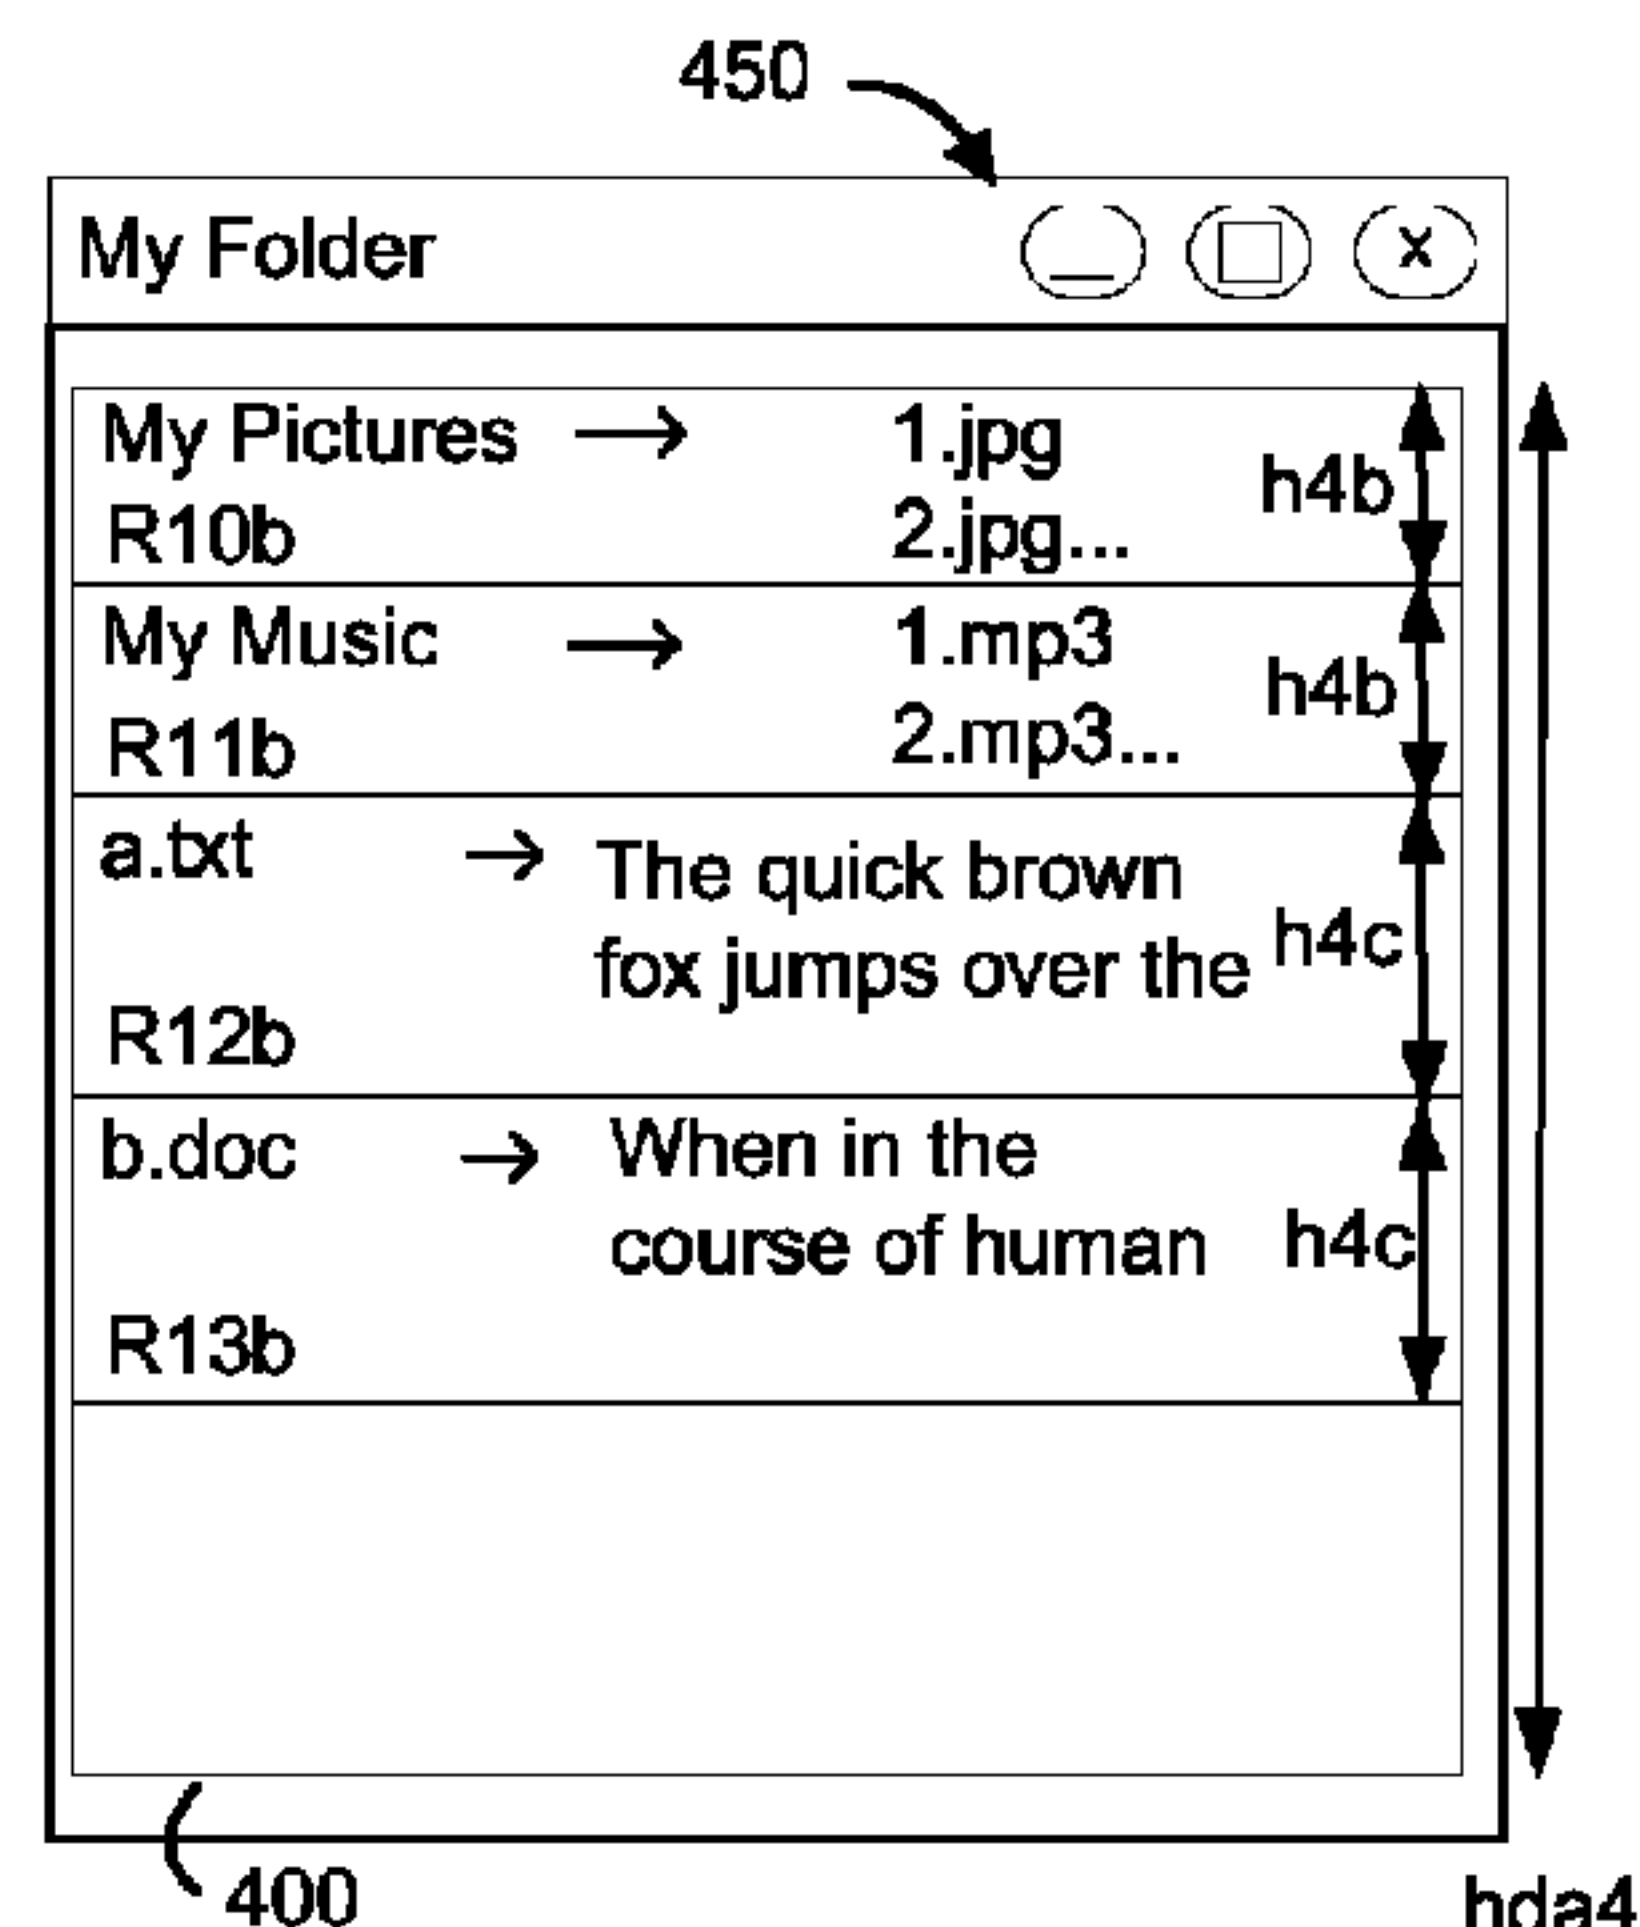 450
My Folder
x
My Pictures → 1.jpg
R10b 2.jpg... h4b
My Music → 1.mp3
R11b 2.mp3... h4b
a.txt → The quick brown
fox jumps over the h4c
R12b
b.doc → When in the
course of human h4c
R13b
400
hda4